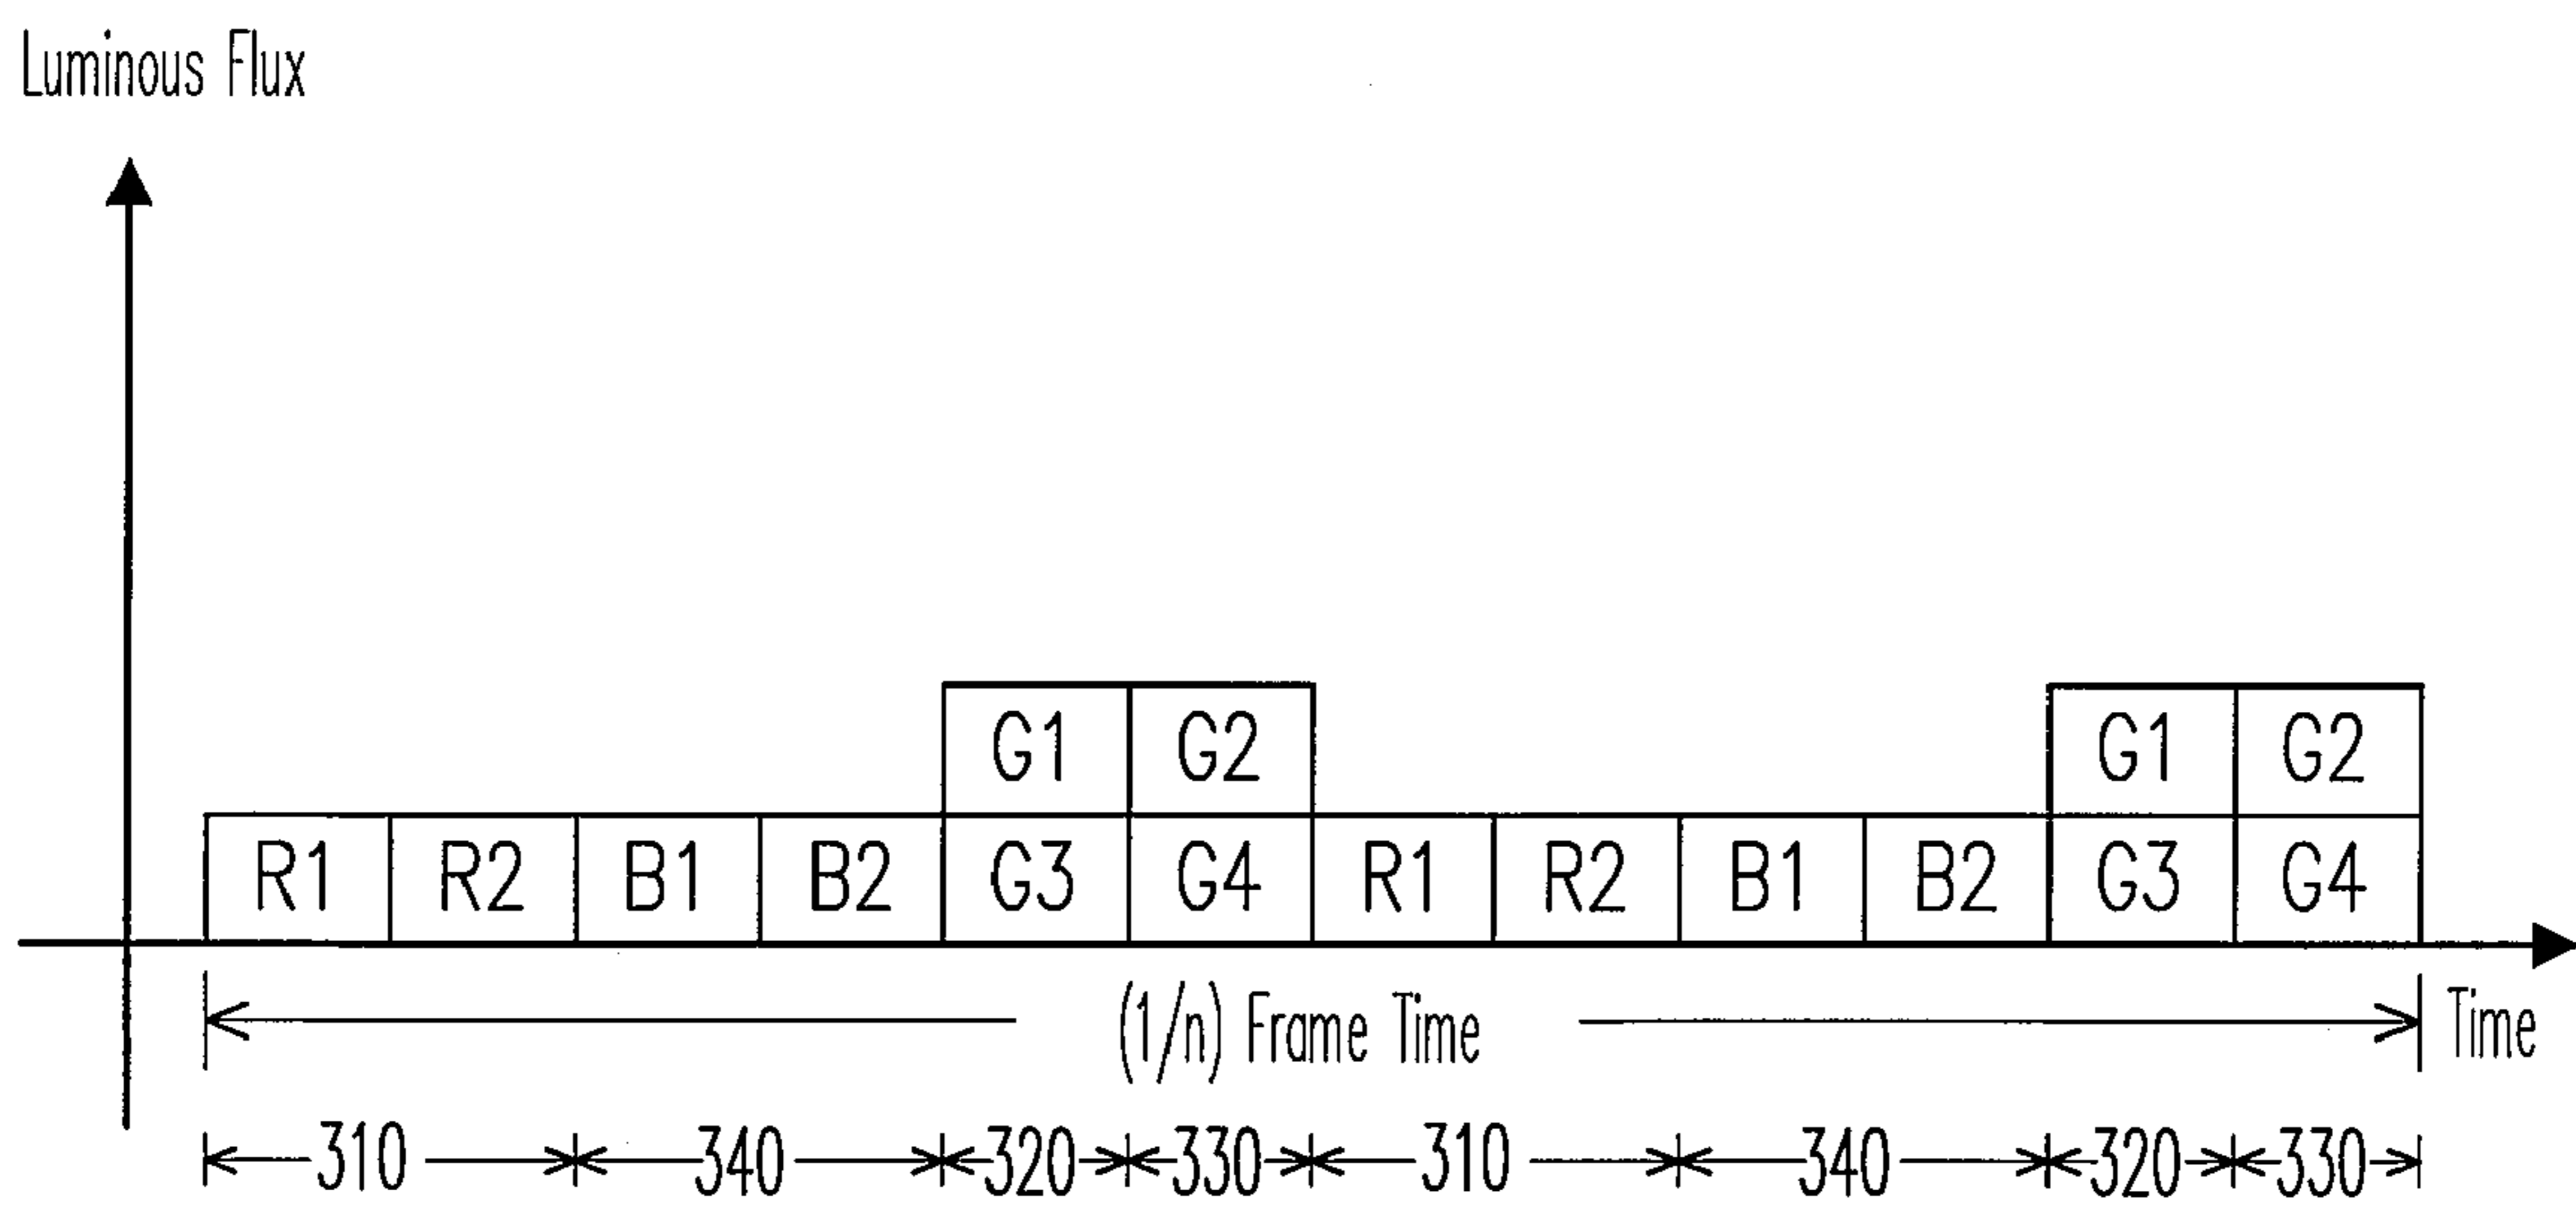 Luminous Flux
G1 G2 G1 G2
R1 R2 B1 B2 G3 G4 R1 R2 B1 B2 G3 G4
(1/n) Frame Time Time
310 340 320 330 310 340 320 330